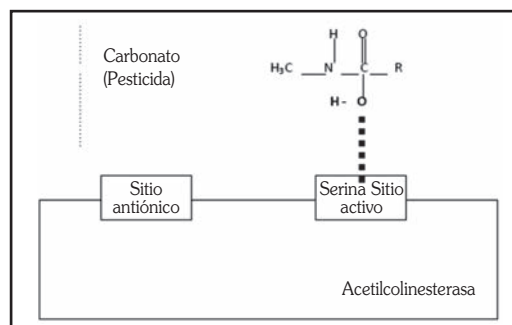 Carbonato
(Pesticida)
H O
H₃C N C R
H - O
Sitio
antiónico
Serina Sitio
activo
Acetilcolinesterasa